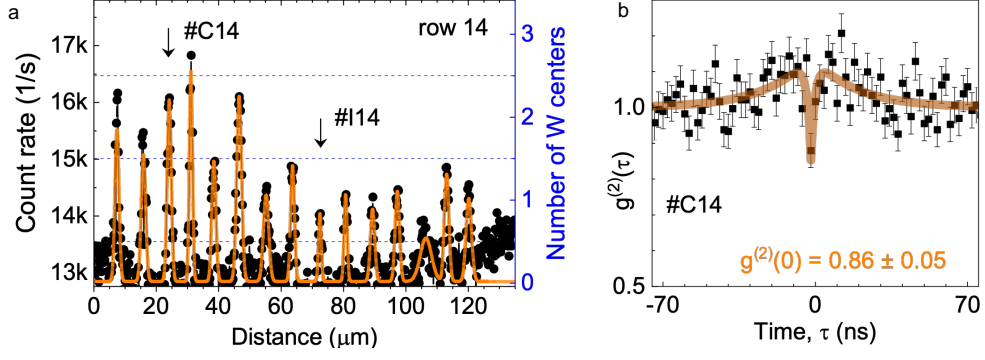 a
#C14
row 14
#I14
17k
16k
15k
14k
13k
Count rate (1/s)
3
2
1
0
Number of W centers
0 20 40 60 80 100 120
Distance (μm)
b
1.0
0.5
g(2)(τ)
#C14
g(2)(0) = 0.86 ± 0.05
-70 0 70
Time, τ (ns)